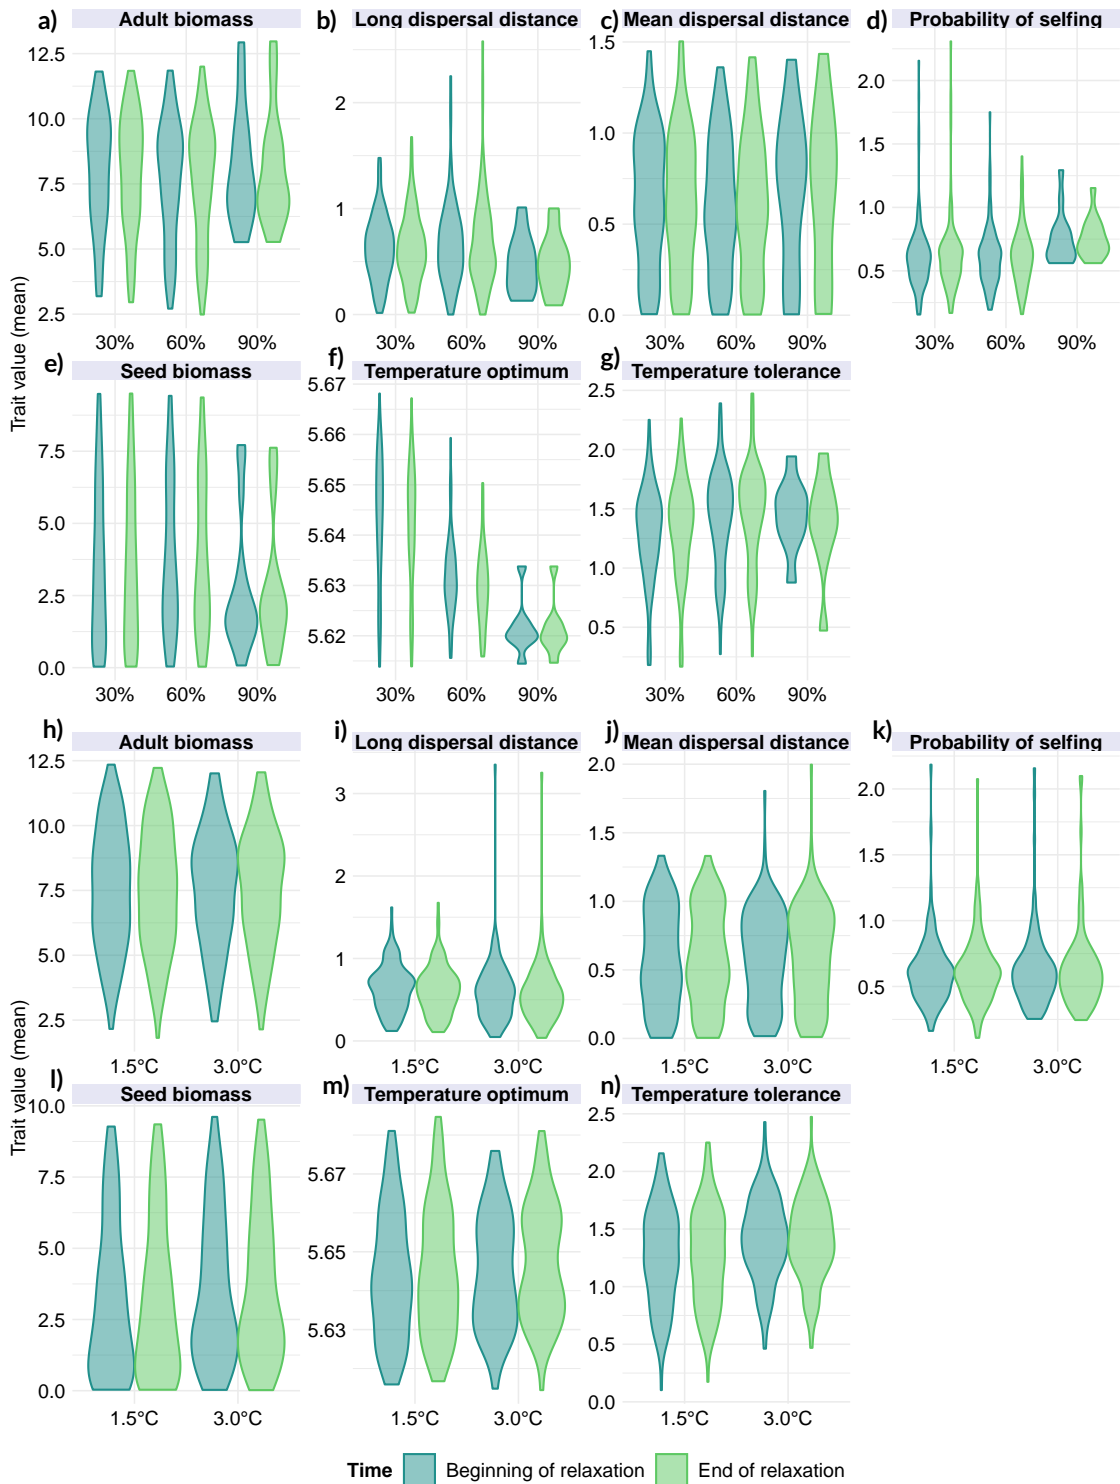 a) Adult biomass b) Long dispersal distance c) Mean dispersal distance d) Probability of selfing
12.5 10.0 7.5 5.0 2.5
2 1 0
1.5 1.0 0.5 0.0
2.0 1.5 1.0 0.5
30% 60% 90% 30% 60% 90% 30% 60% 90% 30% 60% 90%
Trait value (mean)
e) Seed biomass f) Temperature optimum g) Temperature tolerance
7.5 5.0 2.5 0.0
5.67 5.66 5.65 5.64 5.63 5.62
2.5 2.0 1.5 1.0 0.5
30% 60% 90% 30% 60% 90% 30% 60% 90%
h) Adult biomass i) Long dispersal distance j) Mean dispersal distance k) Probability of selfing
12.5 10.0 7.5 5.0 2.5
3 2 1 0
2.0 1.5 1.0 0.5 0.0
2.0 1.5 1.0 0.5
1.5°C 3.0°C 1.5°C 3.0°C 1.5°C 3.0°C 1.5°C 3.0°C
Trait value (mean)
l) Seed biomass m) Temperature optimum n) Temperature tolerance
10.0 7.5 5.0 2.5 0.0
5.67 5.65 5.63
2.5 2.0 1.5 1.0 0.5 0.0
1.5°C 3.0°C 1.5°C 3.0°C 1.5°C 3.0°C
Time Beginning of relaxation End of relaxation